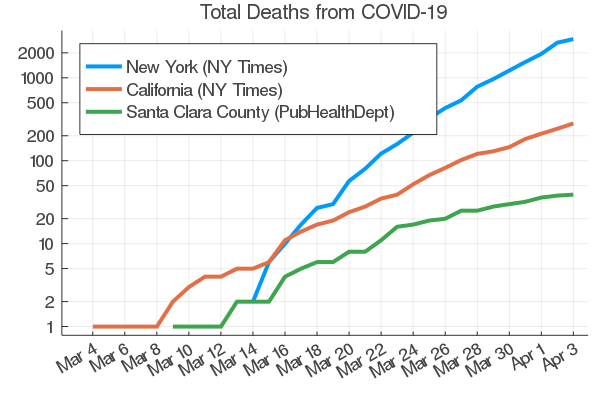 Total Deaths from COVID-19
New York (NY Times)
California (NY Times)
Santa Clara County (PubHealthDept)
2000
1000
500
200
100
50
20
10
5
2
1
Mar 4
Mar 6
Mar 8
Mar 10
Mar 12
Mar 14
Mar 16
Mar 18
Mar 20
Mar 22
Mar 24
Mar 26
Mar 28
Mar 30
Apr 1
Apr 3